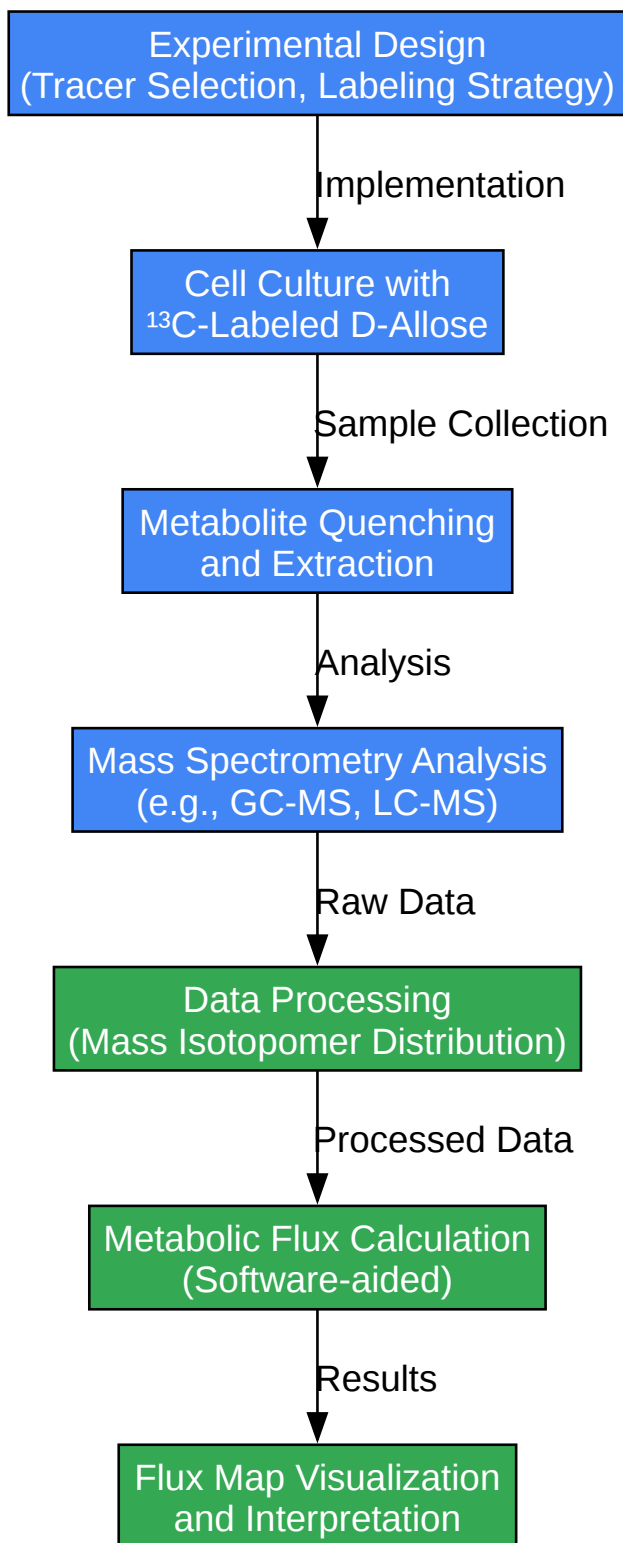 Experimental Design
(Tracer Selection, Labeling Strategy)
Implementation
Cell Culture with
¹³C-Labeled D-Allose
Sample Collection
Metabolite Quenching
and Extraction
Analysis
Mass Spectrometry Analysis
(e.g., GC-MS, LC-MS)
Raw Data
Data Processing
(Mass Isotopomer Distribution)
Processed Data
Metabolic Flux Calculation
(Software-aided)
Results
Flux Map Visualization
and Interpretation